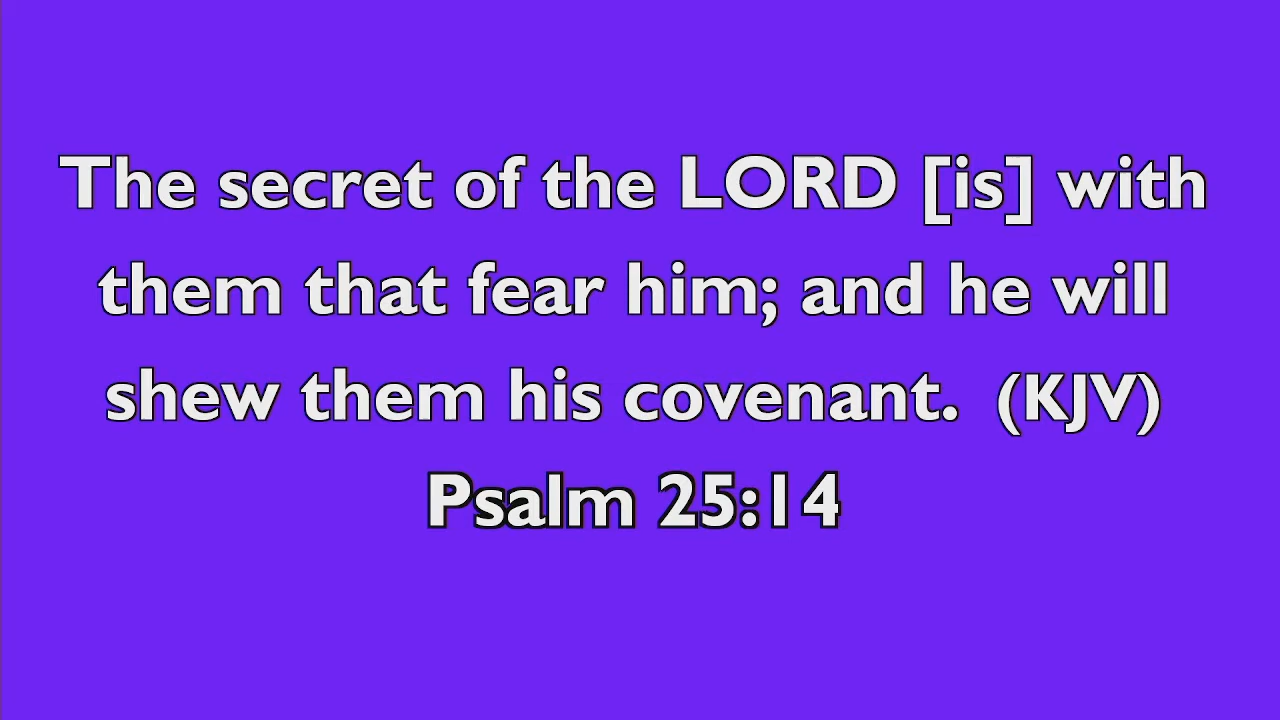 The secret of the LORD [is] with
them that fear him; and he will
shew them his covenant. (KJV)
Psalm 25:14